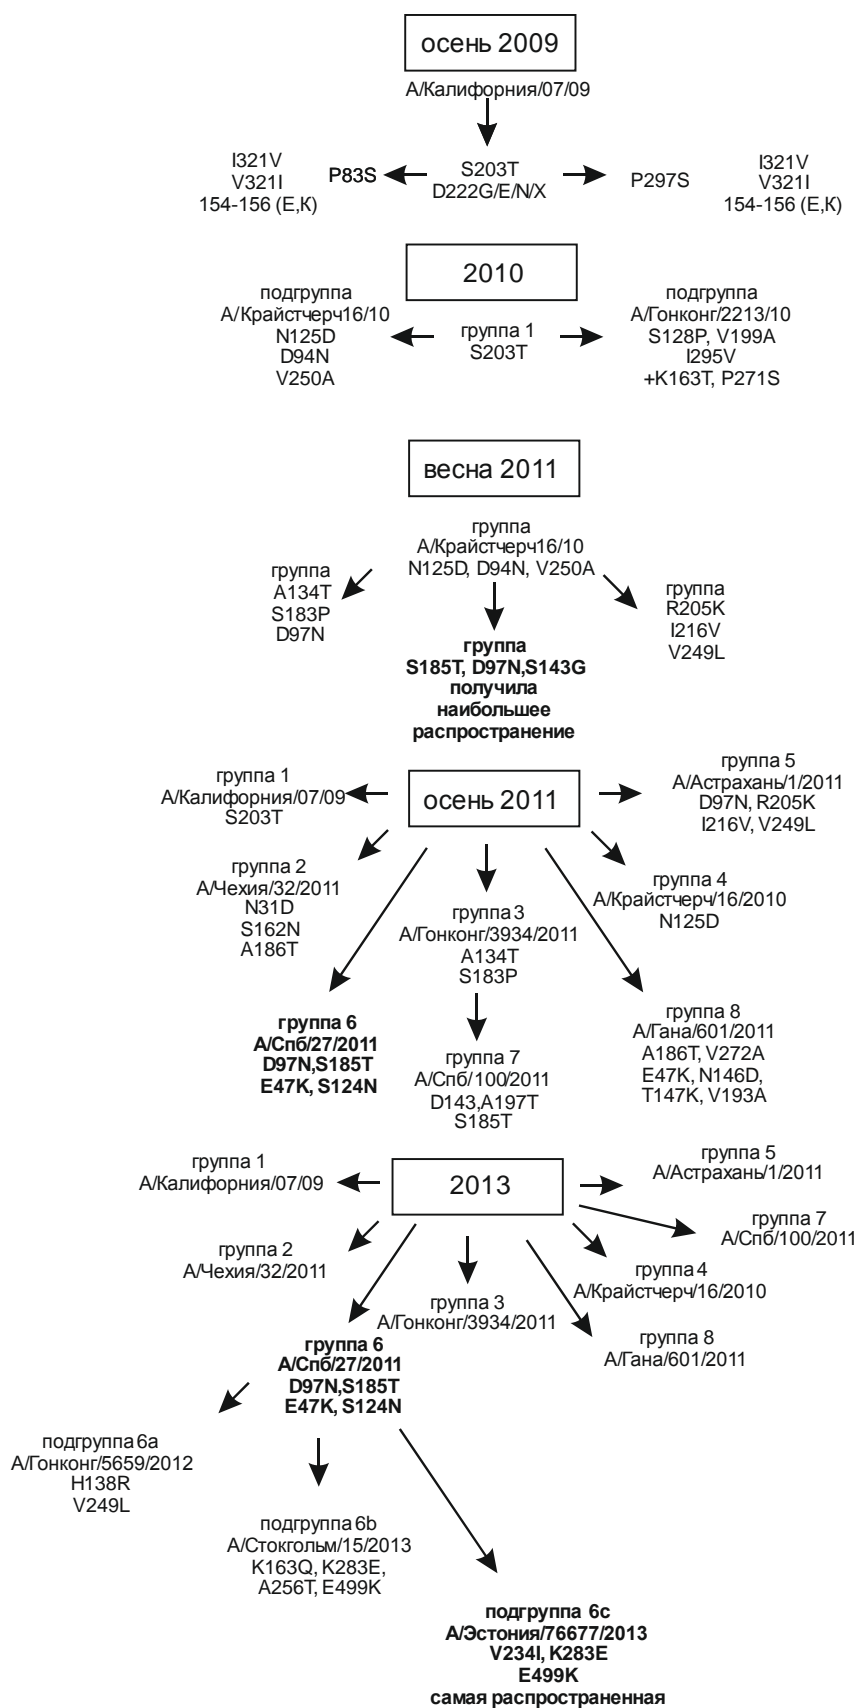 осень 2009
А/Калифорния/07/09
I321V
V321I
154-156 (Е,К)
P83S
S203T
D222G/E/N/X
P297S
I321V
V321I
154-156 (Е,К)
2010
подгруппа
А/Крайстчерч16/10
N125D
D94N
V250A
группа 1
S203T
подгруппа
А/Гонконг/2213/10
S128P, V199A
I295V
+K163T, P271S
весна 2011
группа
А/Крайстчерч16/10
N125D, D94N, V250A
группа
A134T
S183P
D97N
группа
R205K
I216V
V249L
группа
S185T, D97N,S143G
получила
наибольшее
распространение
осень 2011
группа 1
А/Калифорния/07/09
S203T
группа 5
А/Астрахань/1/2011
D97N, R205K
I216V, V249L
группа 2
А/Чехия/32/2011
N31D
S162N
A186T
группа 3
А/Гонконг/3934/2011
A134T
S183P
группа 4
А/Крайстчерч/16/2010
N125D
группа 6
А/Спб/27/2011
D97N,S185T
E47K, S124N
группа 7
А/Спб/100/2011
D143,A197T
S185T
группа 8
А/Гана/601/2011
A186T, V272A
E47K, N146D,
T147K, V193A
2013
группа 1
А/Калифорния/07/09
группа 5
А/Астрахань/1/2011
группа 7
А/Спб/100/2011
группа 2
А/Чехия/32/2011
группа 3
А/Гонконг/3934/2011
группа 4
А/Крайстчерч/16/2010
группа 8
А/Гана/601/2011
группа 6
А/Спб/27/2011
D97N,S185T
E47K, S124N
подгруппа 6a
А/Гонконг/5659/2012
H138R
V249L
подгруппа 6b
А/Стокгольм/15/2013
K163Q, K283E,
A256T, E499K
подгруппа 6c
А/Эстония/76677/2013
V234I, K283E
E499K
самая распространенная